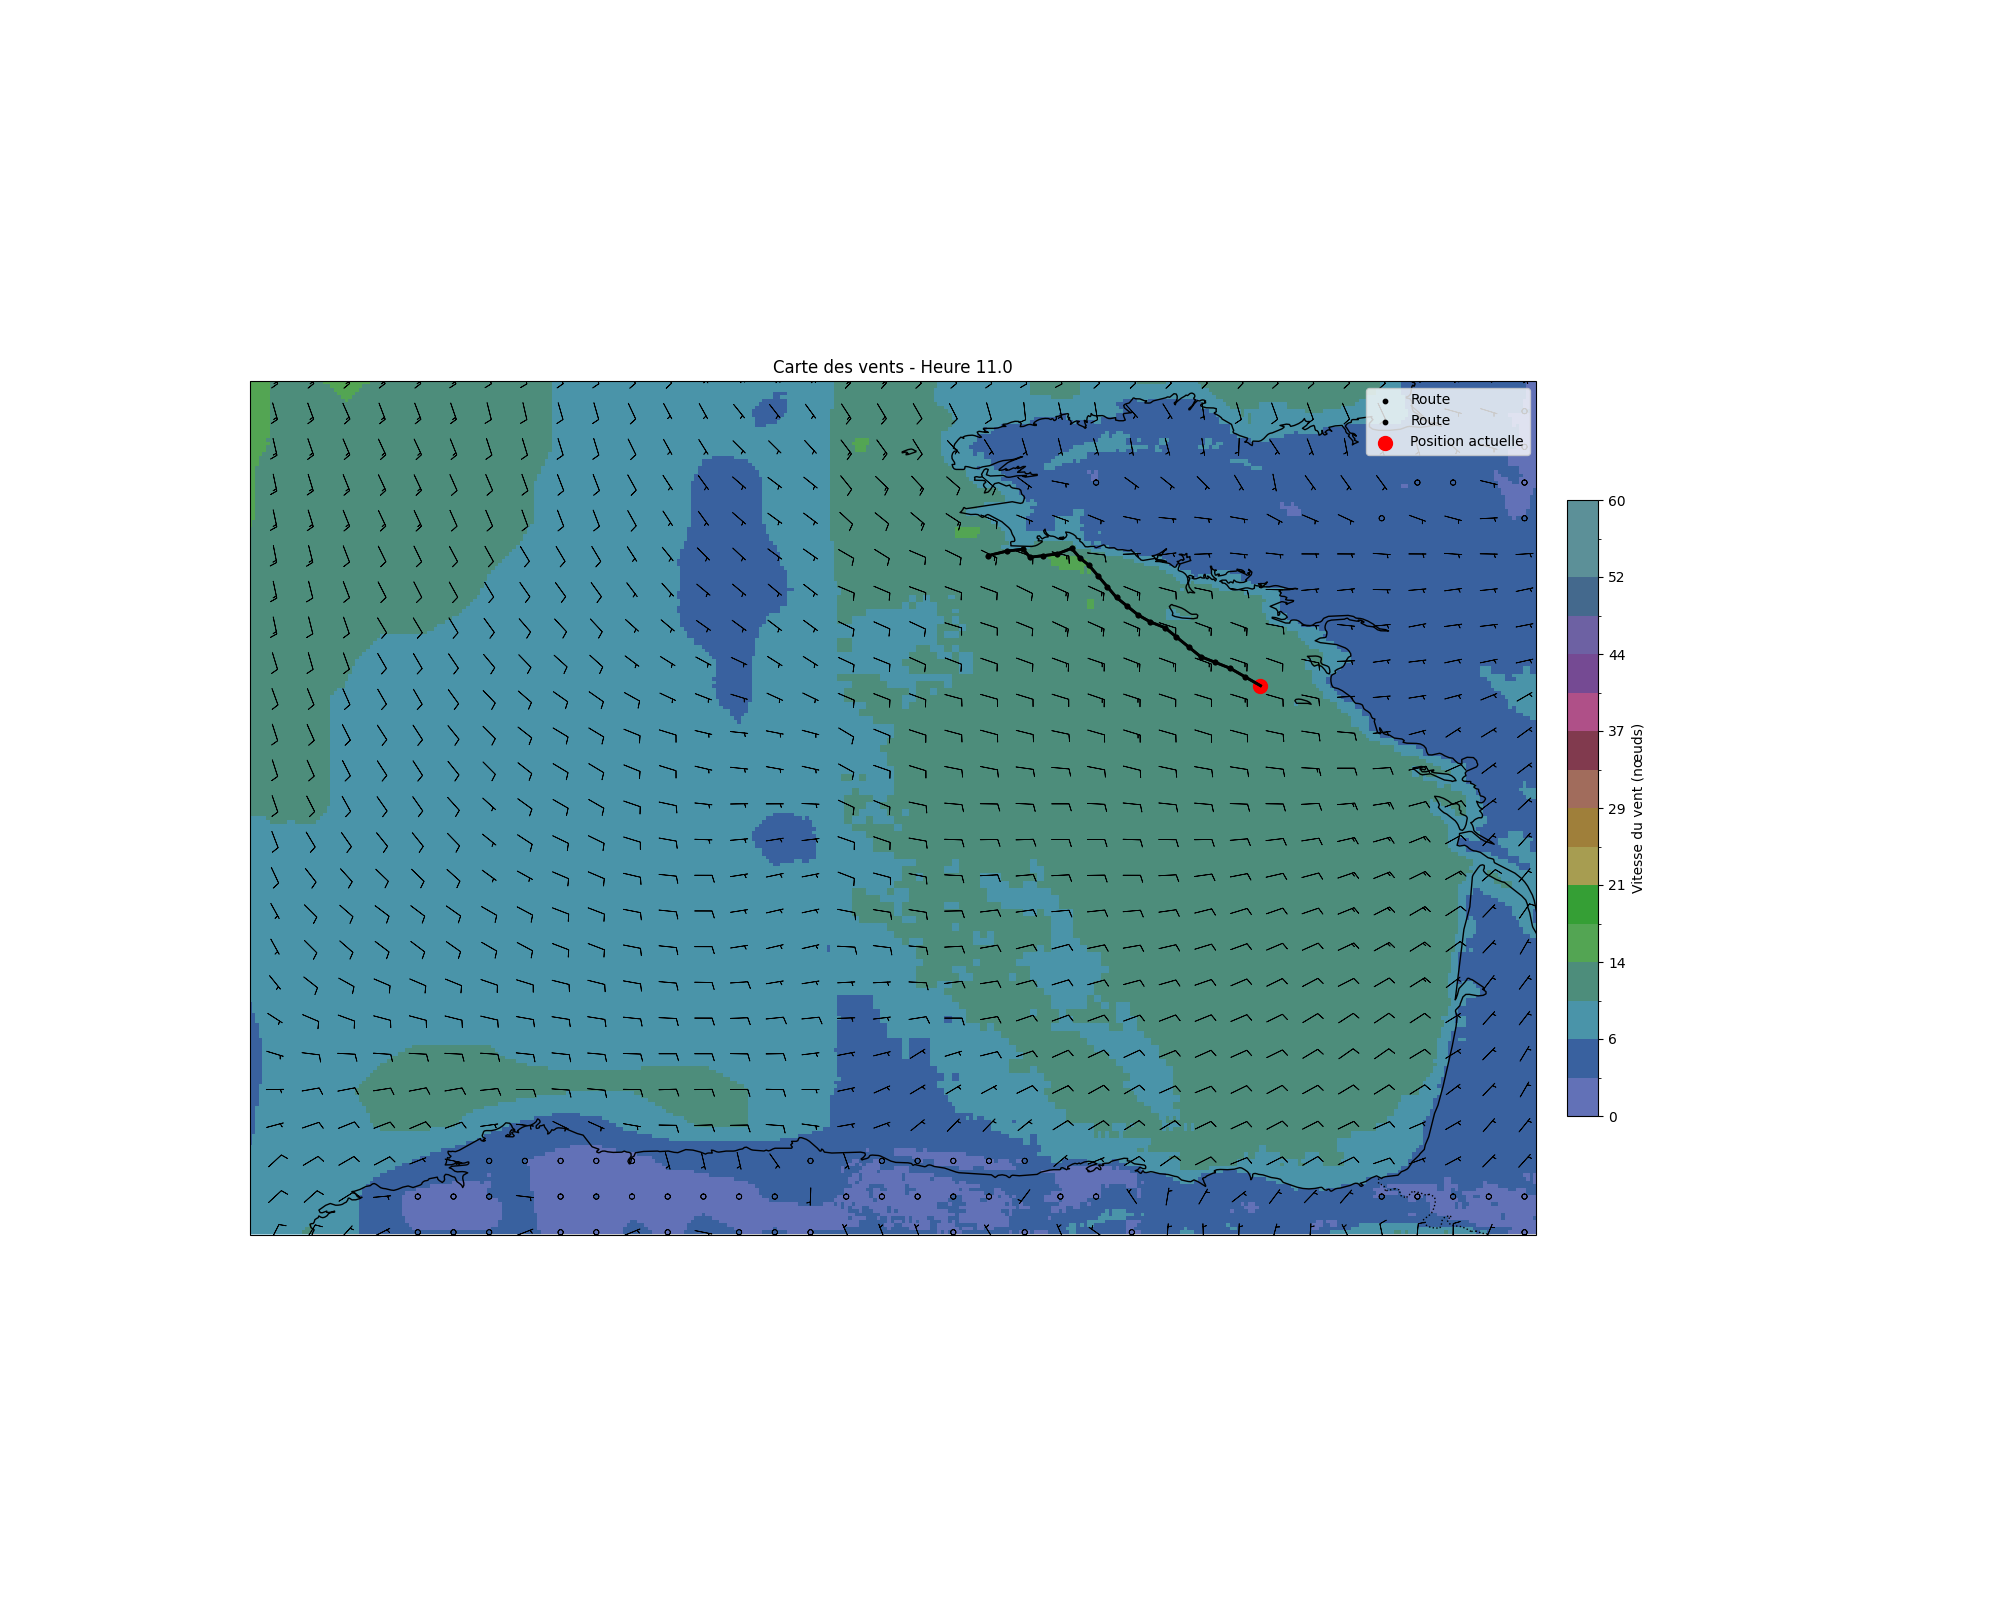 Carte des vents - Heure 11.0
Route
Route
Position actuelle
60
52
44
37
29
21
14
6
0
Vitesse du vent (nœuds)